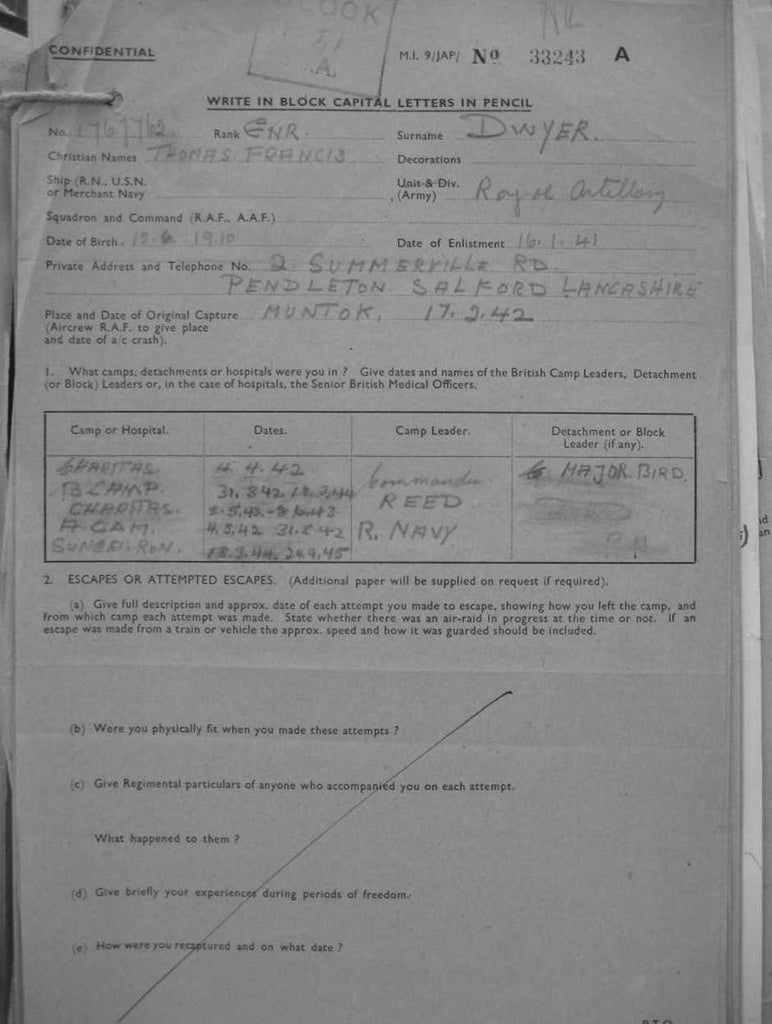 NIL
LOOK
A.
CONFIDENTIAL
M.I. 9/JAP/ No 33243 A
WRITE IN BLOCK CAPITAL LETTERS IN PENCIL
No. 1767762 Rank GNR. Surname DWYER.
Christian Names THOMAS FRANCIS Decorations
Ship (R.N., U.S.N. or Merchant Navy
Unit & Div. (Army) Royal Artillery
Squadron and Command (R.A.F., A.A.F.)
Date of Birth 15.6.1910 Date of Enlistment 16.1.41
Private Address and Telephone No. 2 SUMMERVILLE RD.
PENDLETON. SALFORD LANCASHIRE
Place and Date of Original Capture MUNTOK, 17.2.42
(Aircrew R.A.F. to give place
and date of a/c crash).
1. What camps, detachments or hospitals were you in ? Give dates and names of the British Camp Leaders, Detachment
(or Block) Leaders or, in the case of hospitals, the Senior British Medical Officers.
Camp or Hospital. Dates. Camp Leader. Detachment or Block
Leader (if any).
CHARITAS. 4.4.42 Commander MAJOR BIRD
B CAMP. REED
CHARITAS.
A CAM. R. NAVY
2. ESCAPES OR ATTEMPTED ESCAPES. (Additional paper will be supplied on request if required).
(a) Give full description and approx. date of each attempt you made to escape, showing how you left the camp, and
from which camp each attempt was made. State whether there was an air-raid in progress at the time or not. If an
escape was made from a train or vehicle the approx. speed and how it was guarded should be included.
(b) Were you physically fit when you made these attempts ?
(c) Give Regimental particulars of anyone who accompanied you on each attempt.
What happened to them ?
(d) Give briefly your experiences during periods of freedom.
(e) How were you recaptured and on what date ?
P.T.O.